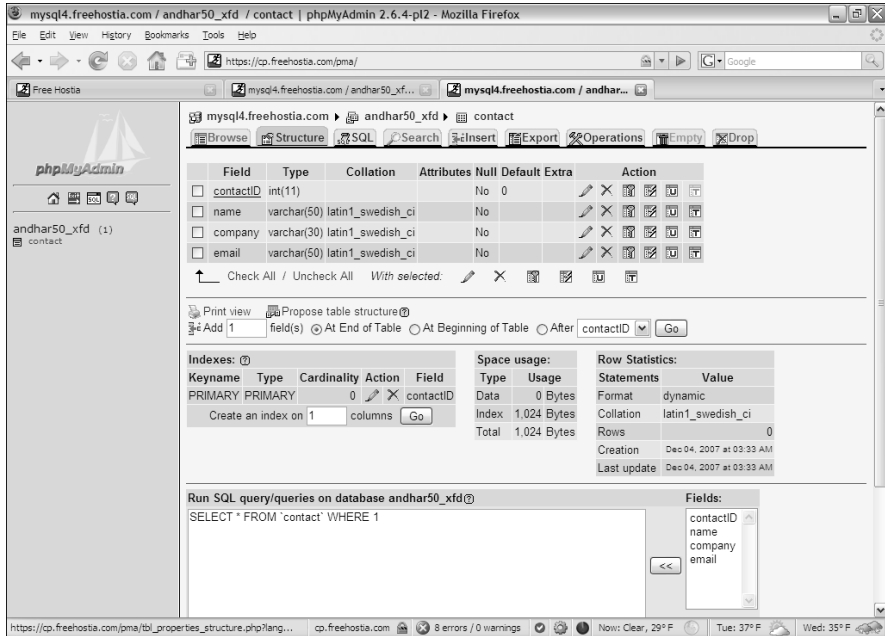 mysql4.freehostia.com / andhar50_xfd / contact | phpMyAdmin 2.6.4-pl2 - Mozilla Firefox
File Edit View History Bookmarks Tools Help
https://cp.freehostia.com/pma/ Google
Free Hostia mysql4.freehostia.com / andhar50_xf... mysql4.freehostia.com / andhar...
phpMyAdmin
SQL
andhar50_xfd (1)
contact
mysql4.freehostia.com ▸ andhar50_xfd ▸ contact
Browse Structure SQL Search Insert Export Operations Empty Drop
Field Type Collation Attributes Null Default Extra Action
contactID int(11) No 0
name varchar(50) latin1_swedish_ci No
company varchar(30) latin1_swedish_ci No
email varchar(50) latin1_swedish_ci No
Check All / Uncheck All With selected:
Print view Propose table structure
Add 1 field(s) At End of Table At Beginning of Table After contactID Go
Indexes:
Keyname Type Cardinality Action Field
PRIMARY PRIMARY 0 contactID
Create an index on 1 columns Go
Space usage:
Type Usage
Data 0 Bytes
Index 1,024 Bytes
Total 1,024 Bytes
Row Statistics:
Statements Value
Format dynamic
Collation latin1_swedish_ci
Rows 0
Creation Dec 04, 2007 at 03:33 AM
Last update Dec 04, 2007 at 03:33 AM
Run SQL query/queries on database andhar50_xfd
SELECT * FROM `contact` WHERE 1
<<
Fields:
contactID
name
company
email
https://cp.freehostia.com/pma/tbl_properties_structure.php?lang... cp.freehostia.com 8 errors / 0 warnings Now: Clear, 29° F Tue: 37° F Wed: 35° F